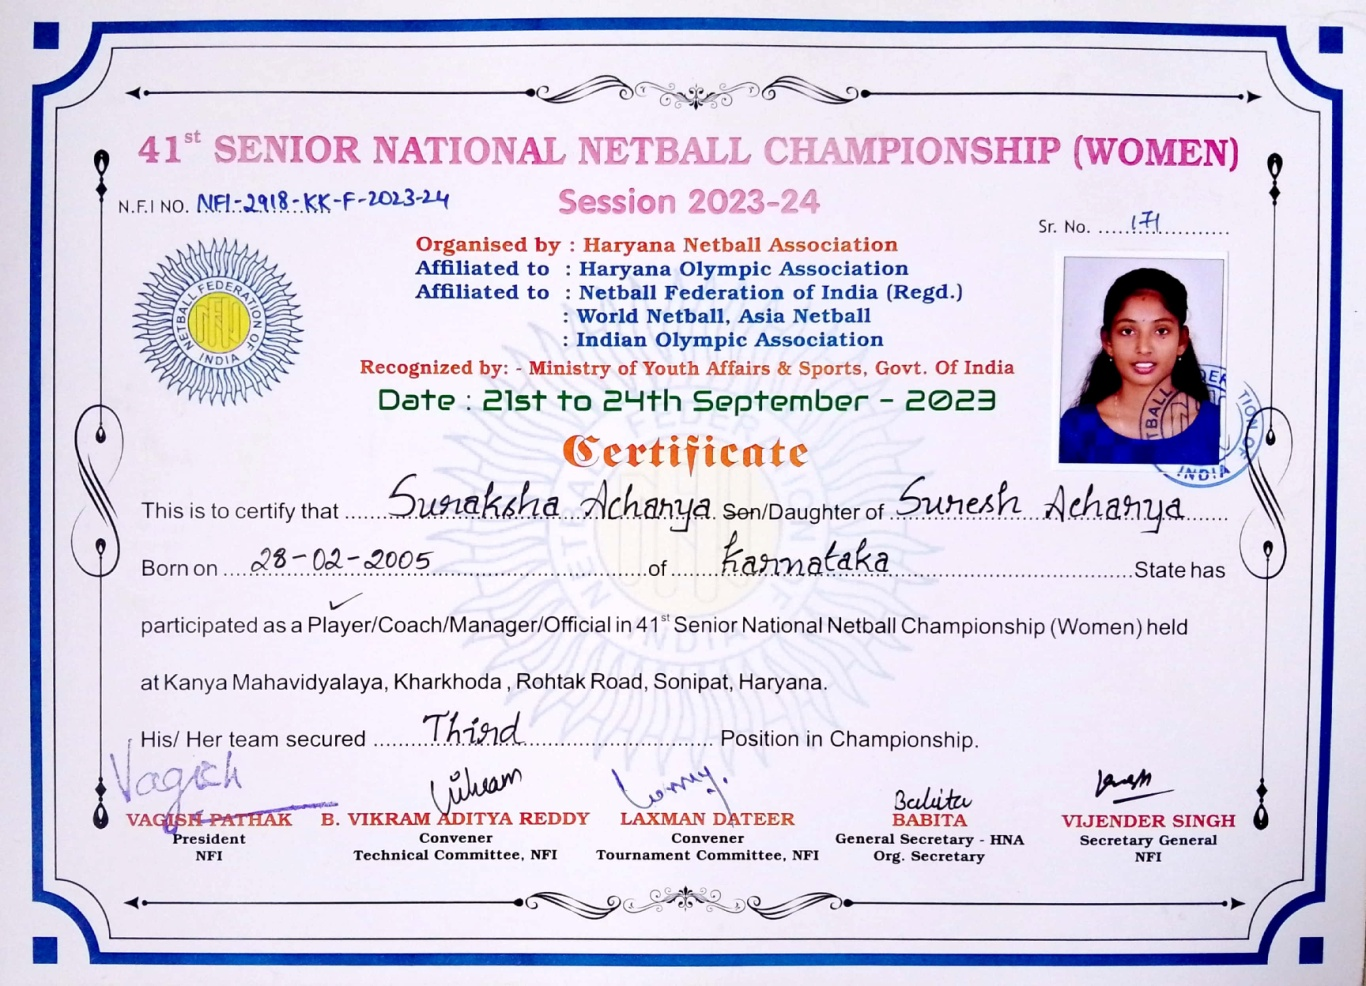 41st SENIOR NATIONAL NETBALL CHAMPIONSHIP (WOMEN)
N.F.I NO. NFI-2918-KK-F-2023-24
Session 2023-24
Sr. No. 171
NETBALL FEDERATION OF INDIA
Organised by : Haryana Netball Association
Affiliated to : Haryana Olympic Association
Affiliated to : Netball Federation of India (Regd.)
: World Netball, Asia Netball
: Indian Olympic Association
Recognized by: - Ministry of Youth Affairs & Sports, Govt. Of India
Date : 21st to 24th September - 2023
Certificate
This is to certify that Suraksha Acharya Son/Daughter of Suresh Acharya
Born on 28-02-2005 of Karnataka State has
participated as a Player/Coach/Manager/Official in 41st Senior National Netball Championship (Women) held
at Kanya Mahavidyalaya, Kharkhoda , Rohtak Road, Sonipat, Haryana.
His/ Her team secured Third Position in Championship.
Vagish
Vikram
Babita
VAGISH PATHAK
President
NFI
B. VIKRAM ADITYA REDDY
Convener
Technical Committee, NFI
LAXMAN DATEER
Convener
Tournament Committee, NFI
BABITA
General Secretary - HNA
Org. Secretary
VIJENDER SINGH
Secretary General
NFI